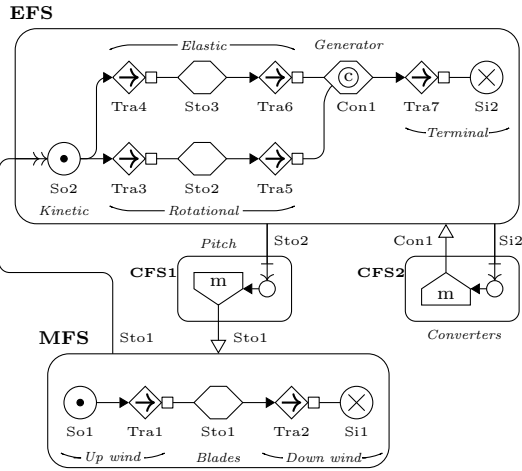 EFS
Elastic
Generator
C
Tra4 Sto3 Tra6 Con1 Tra7 Si2
Terminal
So2 Tra3 Sto2 Tra5
Kinetic Rotational
Pitch Sto2 Con1 Si2
CFS1 CFS2
m m
Converters
MFS Sto1 Sto1
So1 Tra1 Sto1 Tra2 Si1
Up wind Blades Down wind